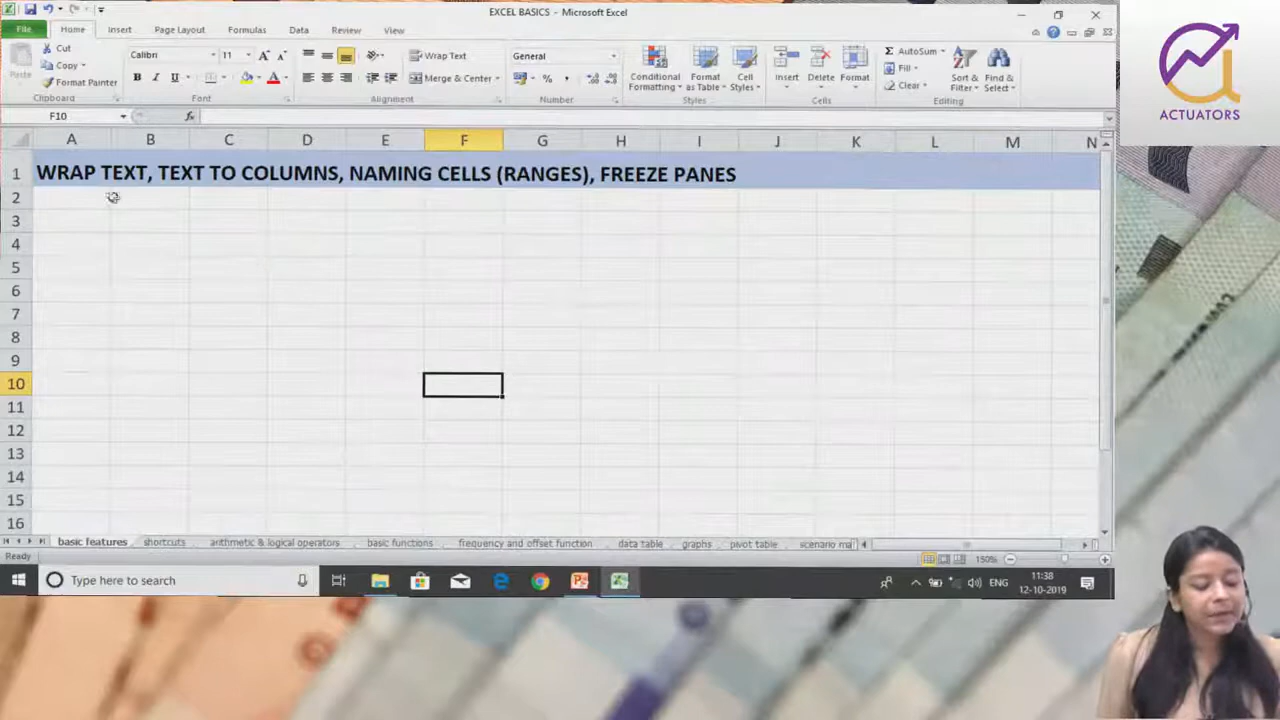 EXCEL BASICS - Microsoft Excel
File Home Insert Page Layout Formulas Data Review View
Cut
Copy
Format Painter
Paste
Clipboard
Calibri 11
B I U
Font
Wrap Text
Merge & Center
Alignment
General
Number
Conditional Formatting
Format as Table
Cell Styles
Styles
Insert Delete Format
Cells
AutoSum
Fill
Clear
Sort & Filter
Find & Select
Editing
ACTUATORS
F10 fx
A B C D E F G H I J K L M N
1 WRAP TEXT, TEXT TO COLUMNS, NAMING CELLS (RANGES), FREEZE PANES
2
3
4
5
6
7
8
9
10
11
12
13
14
15
16
basic features shortcuts arithmetic & logical operators basic functions frequency and offset function data table graphs pivot table scenario ma
Ready 150%
Type here to search ENG 11:38
12-10-2019